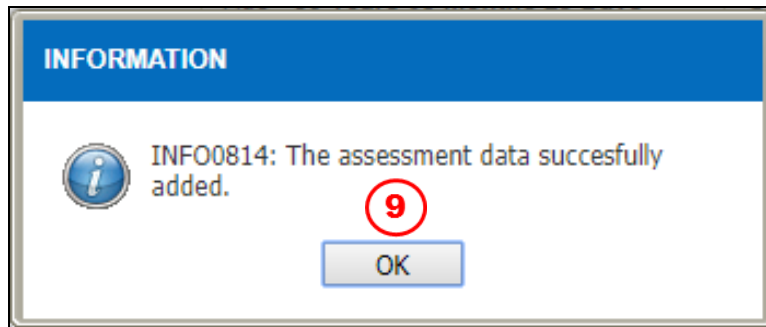 INFORMATION
INFO0814: The assessment data succesfully
added.
9
OK